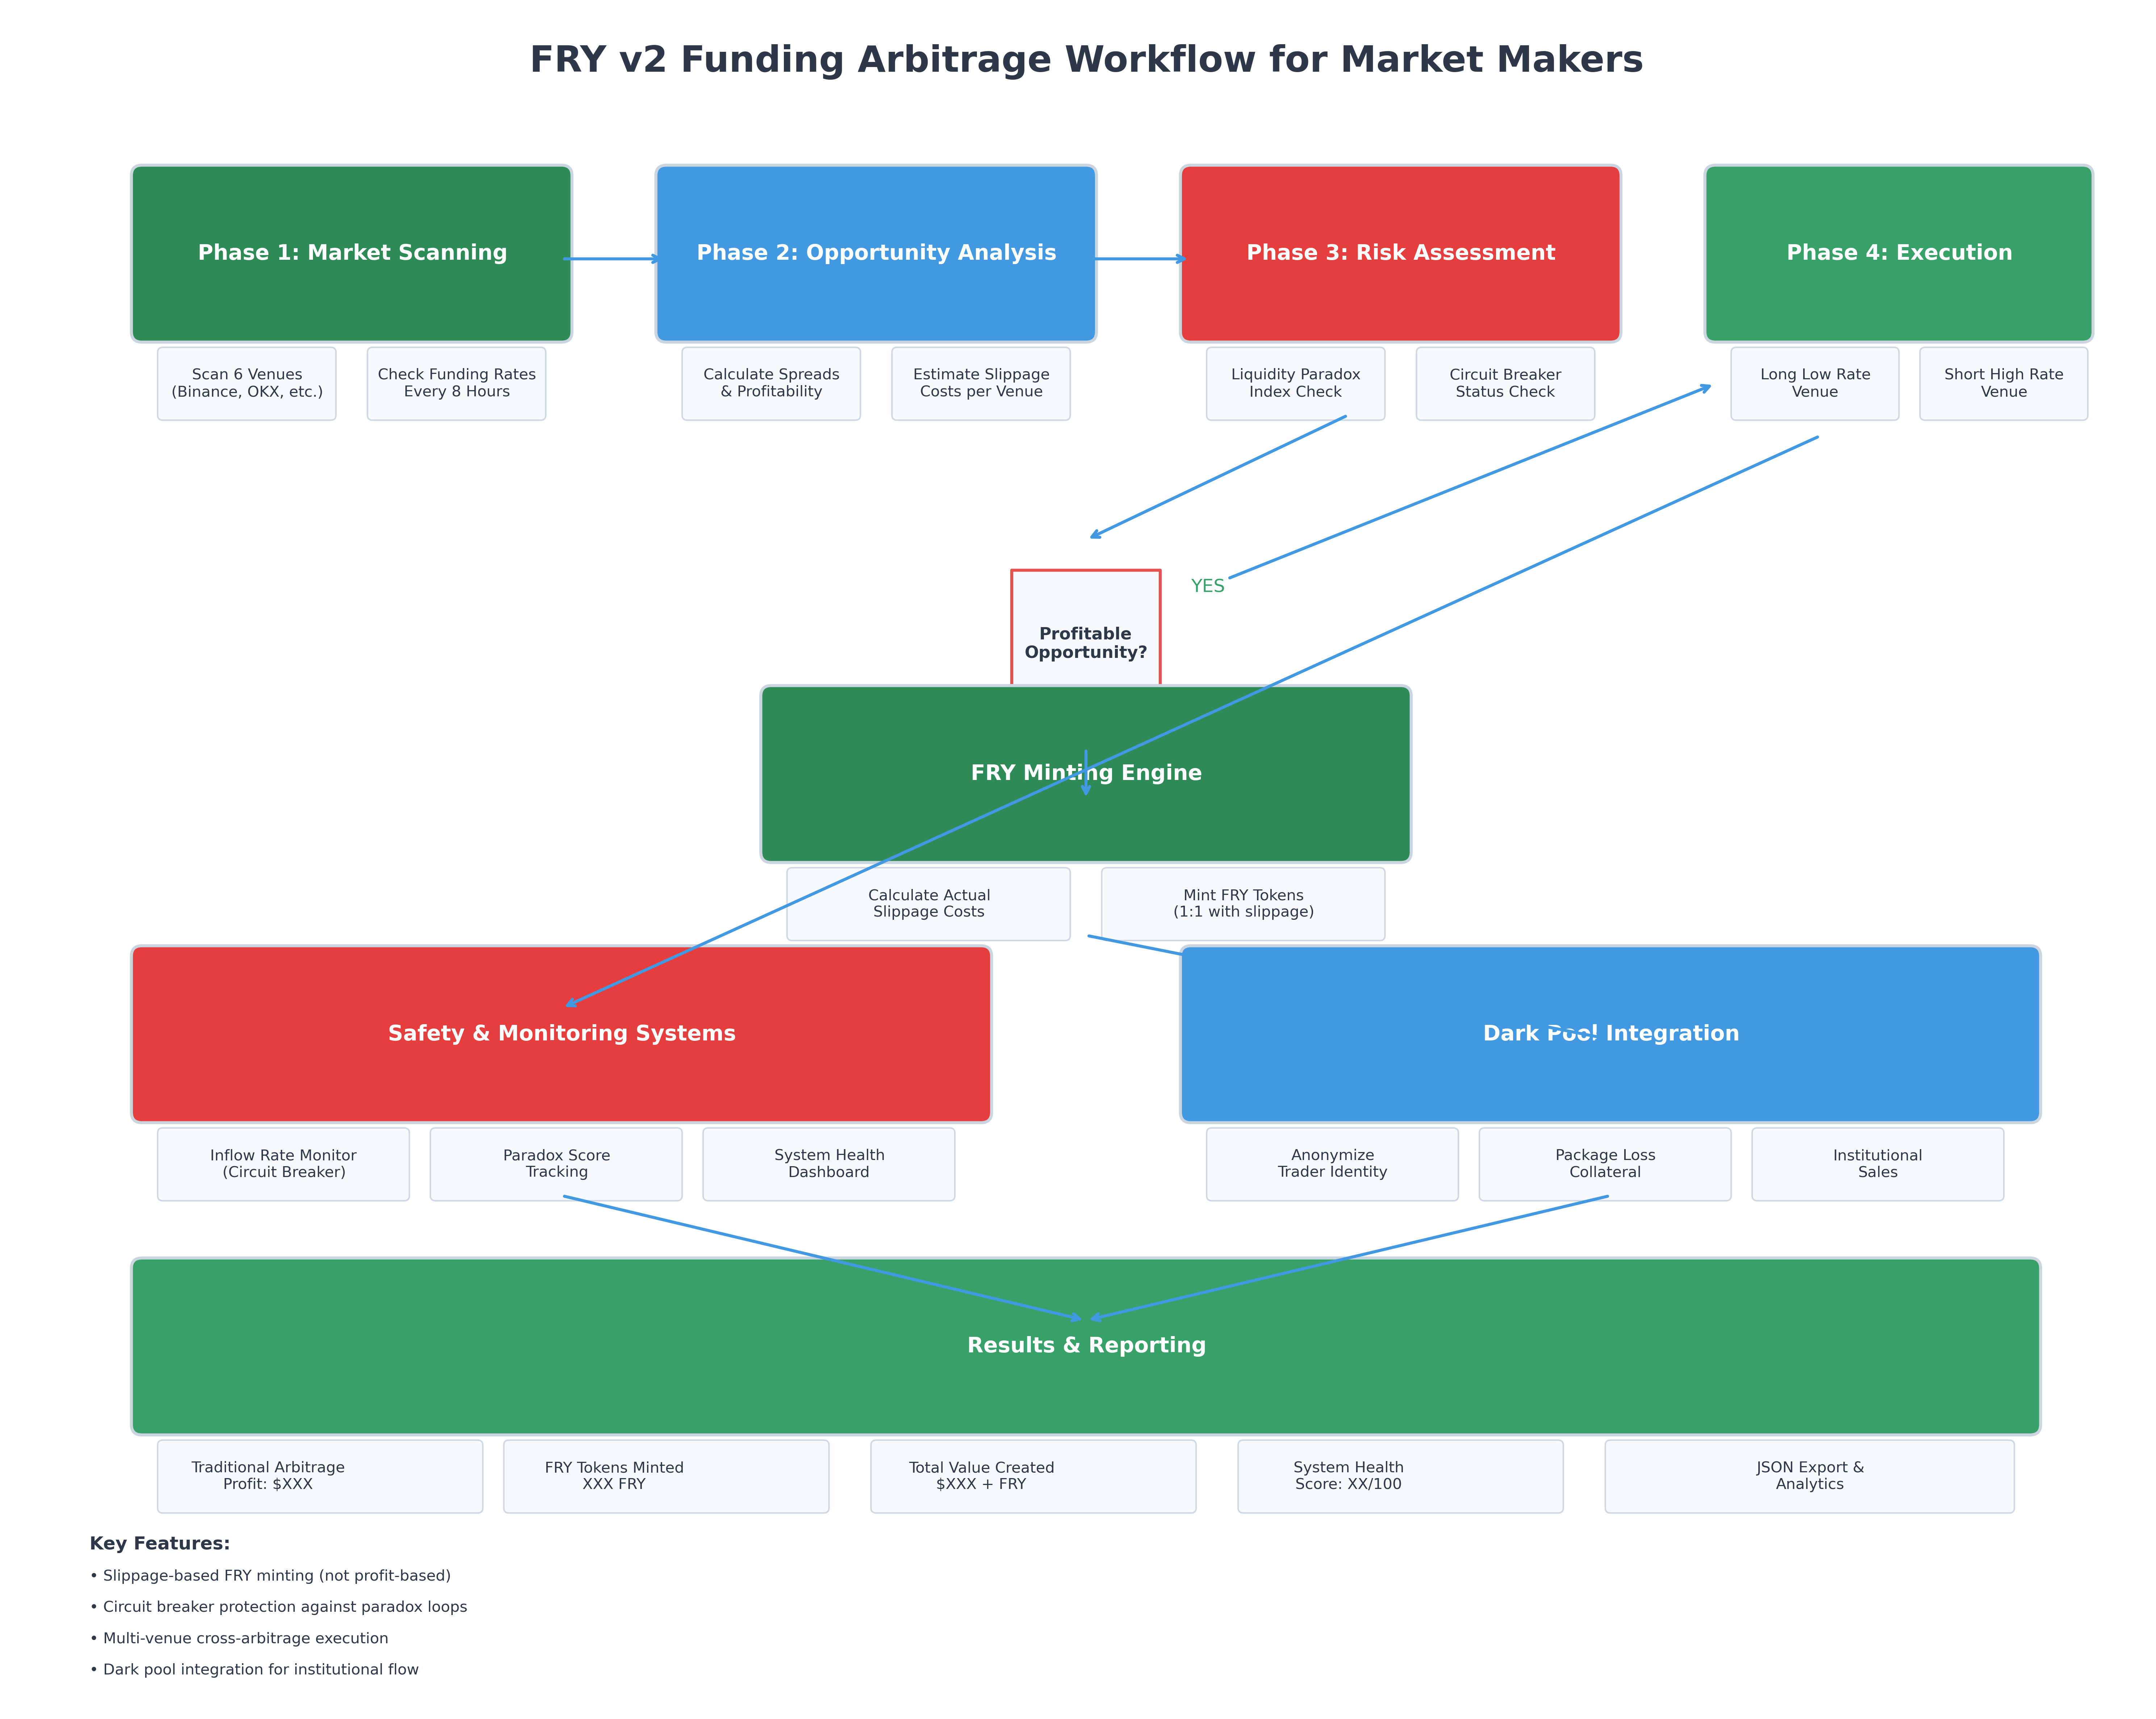 FRY v2 Funding Arbitrage Workflow for Market Makers
Phase 1: Market Scanning
Phase 2: Opportunity Analysis
Phase 3: Risk Assessment
Phase 4: Execution
Scan 6 Venues
(Binance, OKX, etc.)
Check Funding Rates
Every 8 Hours
Calculate Spreads
& Profitability
Estimate Slippage
Costs per Venue
Liquidity Paradox
Index Check
Circuit Breaker
Status Check
Long Low Rate
Venue
Short High Rate
Venue
YES
Profitable
Opportunity?
FRY Minting Engine
Calculate Actual
Slippage Costs
Mint FRY Tokens
(1:1 with slippage)
Safety & Monitoring Systems
Dark Pool Integration
Inflow Rate Monitor
(Circuit Breaker)
Paradox Score
Tracking
System Health
Dashboard
Anonymize
Trader Identity
Package Loss
Collateral
Institutional
Sales
Results & Reporting
Traditional Arbitrage
Profit: $XXX
FRY Tokens Minted
XXX FRY
Total Value Created
$XXX + FRY
System Health
Score: XX/100
JSON Export &
Analytics
Key Features:
• Slippage-based FRY minting (not profit-based)
• Circuit breaker protection against paradox loops
• Multi-venue cross-arbitrage execution
• Dark pool integration for institutional flow